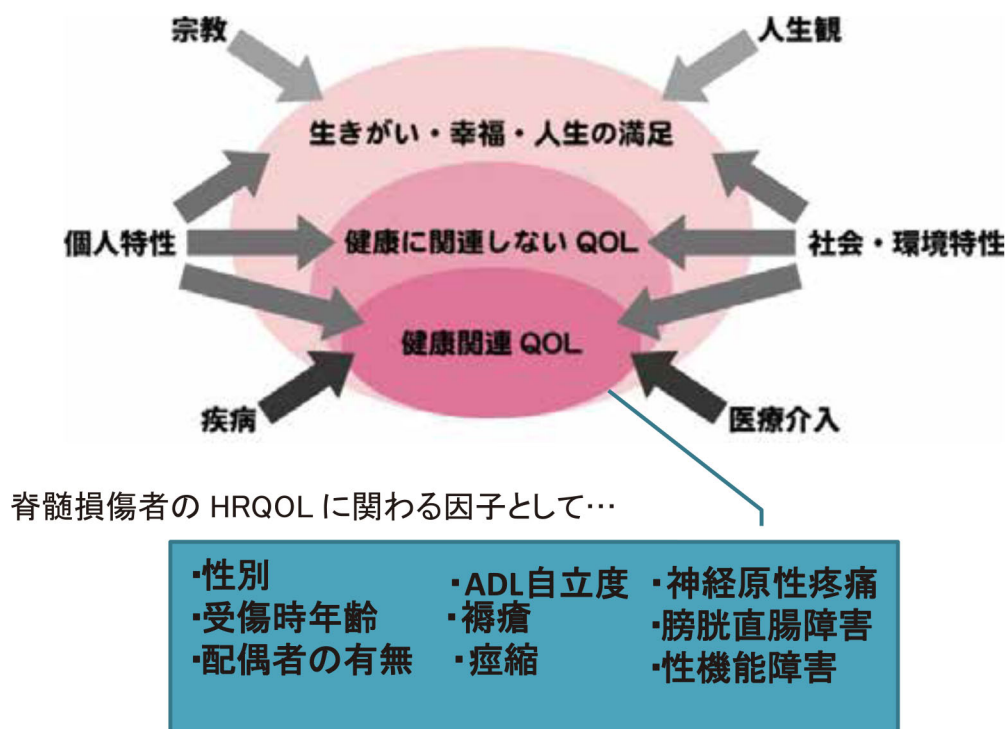 宗教
人生観
生きがい・幸福・人生の満足
個人特性
健康に関連しない QOL
社会・環境特性
健康関連 QOL
疾病
医療介入
脊髄損傷者の HRQOL に関わる因子として…
・性別
・受傷時年齢
・配偶者の有無
・ADL自立度
・褥瘡
・痙縮
・神経原性疼痛
・膀胱直腸障害
・性機能障害